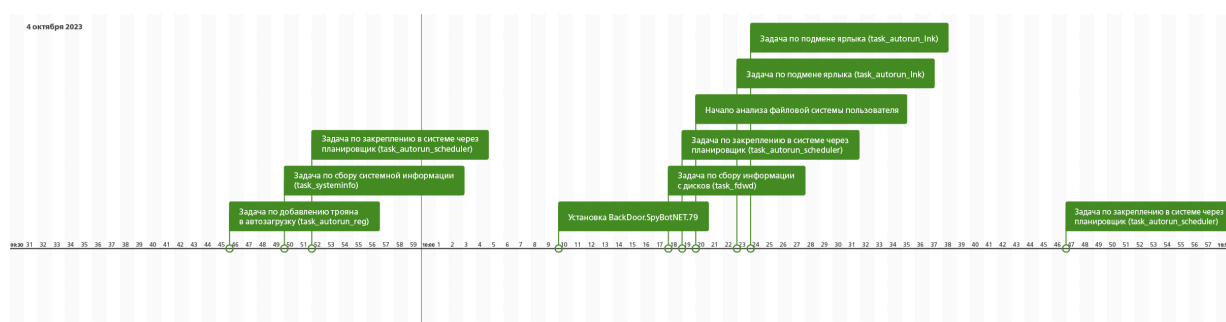 4 октября 2023
Задача по подмене ярлыка (task_autorun_lnk)
Задача по подмене ярлыка (task_autorun_lnk)
Начало анализа файловой системы пользователя
Задача по закреплению в системе через
планировщик (task_autorun_scheduler)
Задача по закреплению в системе через
планировщик (task_autorun_scheduler)
Задача по сбору системной информации
(task_systeminfo)
Задача по сбору информации
с дисков (task_fdwd)
Задача по добавлению трояна
в автозагрузку (task_autorun_reg)
Установка BackDoor.SpyBotNET.79
Задача по закреплению в системе через
планировщик (task_autorun_scheduler)
09:30 31 32 33 34 35 36 37 38 39 40 41 42 43 44 45 46 47 48 49 50 51 52 53 54 55 56 57 58 59 10:00 1 2 3 4 5 6 7 8 9 10 11 12 13 14 15 16 17 18 19 20 21 22 23 24 25 26 27 28 29 30 31 32 33 34 35 36 37 38 39 40 41 42 43 44 45 46 47 48 49 50 51 52 53 54 55 56 57